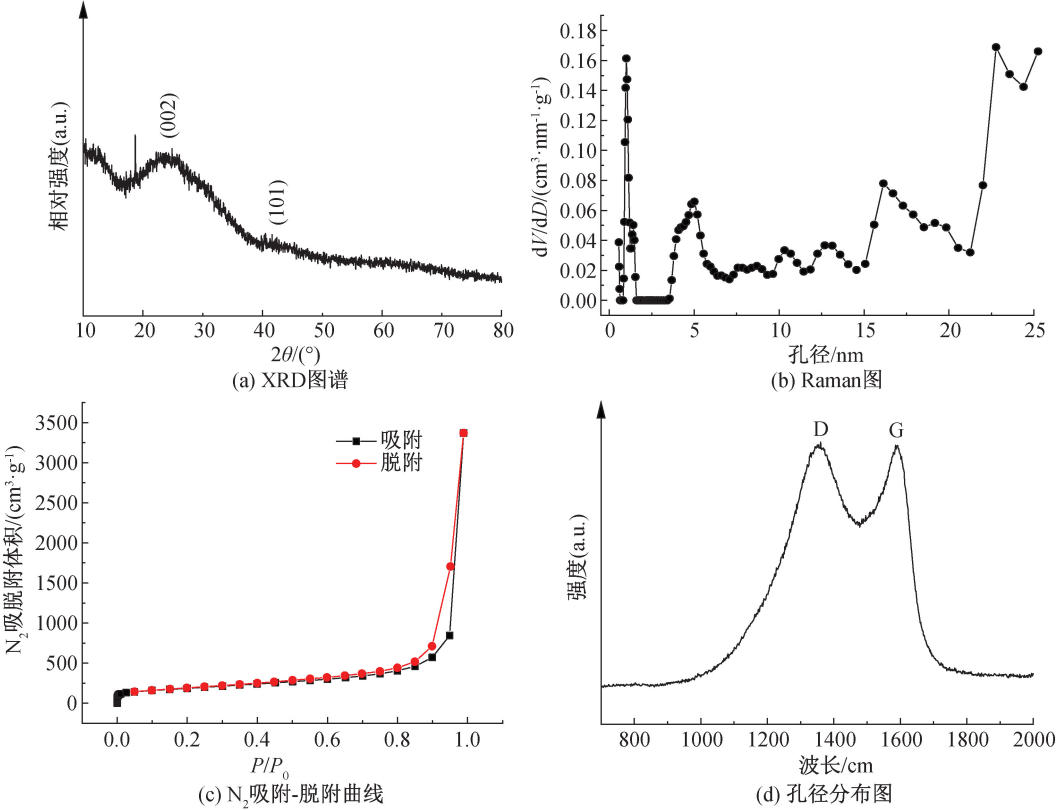 相对强度(a.u.)
(002)
(101)
10 20 30 40 50 60 70 80
2θ/(°)
(a) XRD图谱
dV/dD/(cm³·nm⁻¹·g⁻¹)
0.18
0.16
0.14
0.12
0.10
0.08
0.06
0.04
0.02
0.00
0 5 10 15 20 25
孔径/nm
(b) Raman图
N₂吸脱附体积/(cm³·g⁻¹)
3500
3000
2500
2000
1500
1000
500
0
吸附
脱附
0.0 0.2 0.4 0.6 0.8 1.0
P/P₀
(c) N₂吸附-脱附曲线
强度(a.u.)
D G
800 1000 1200 1400 1600 1800 2000
波长/cm
(d) 孔径分布图